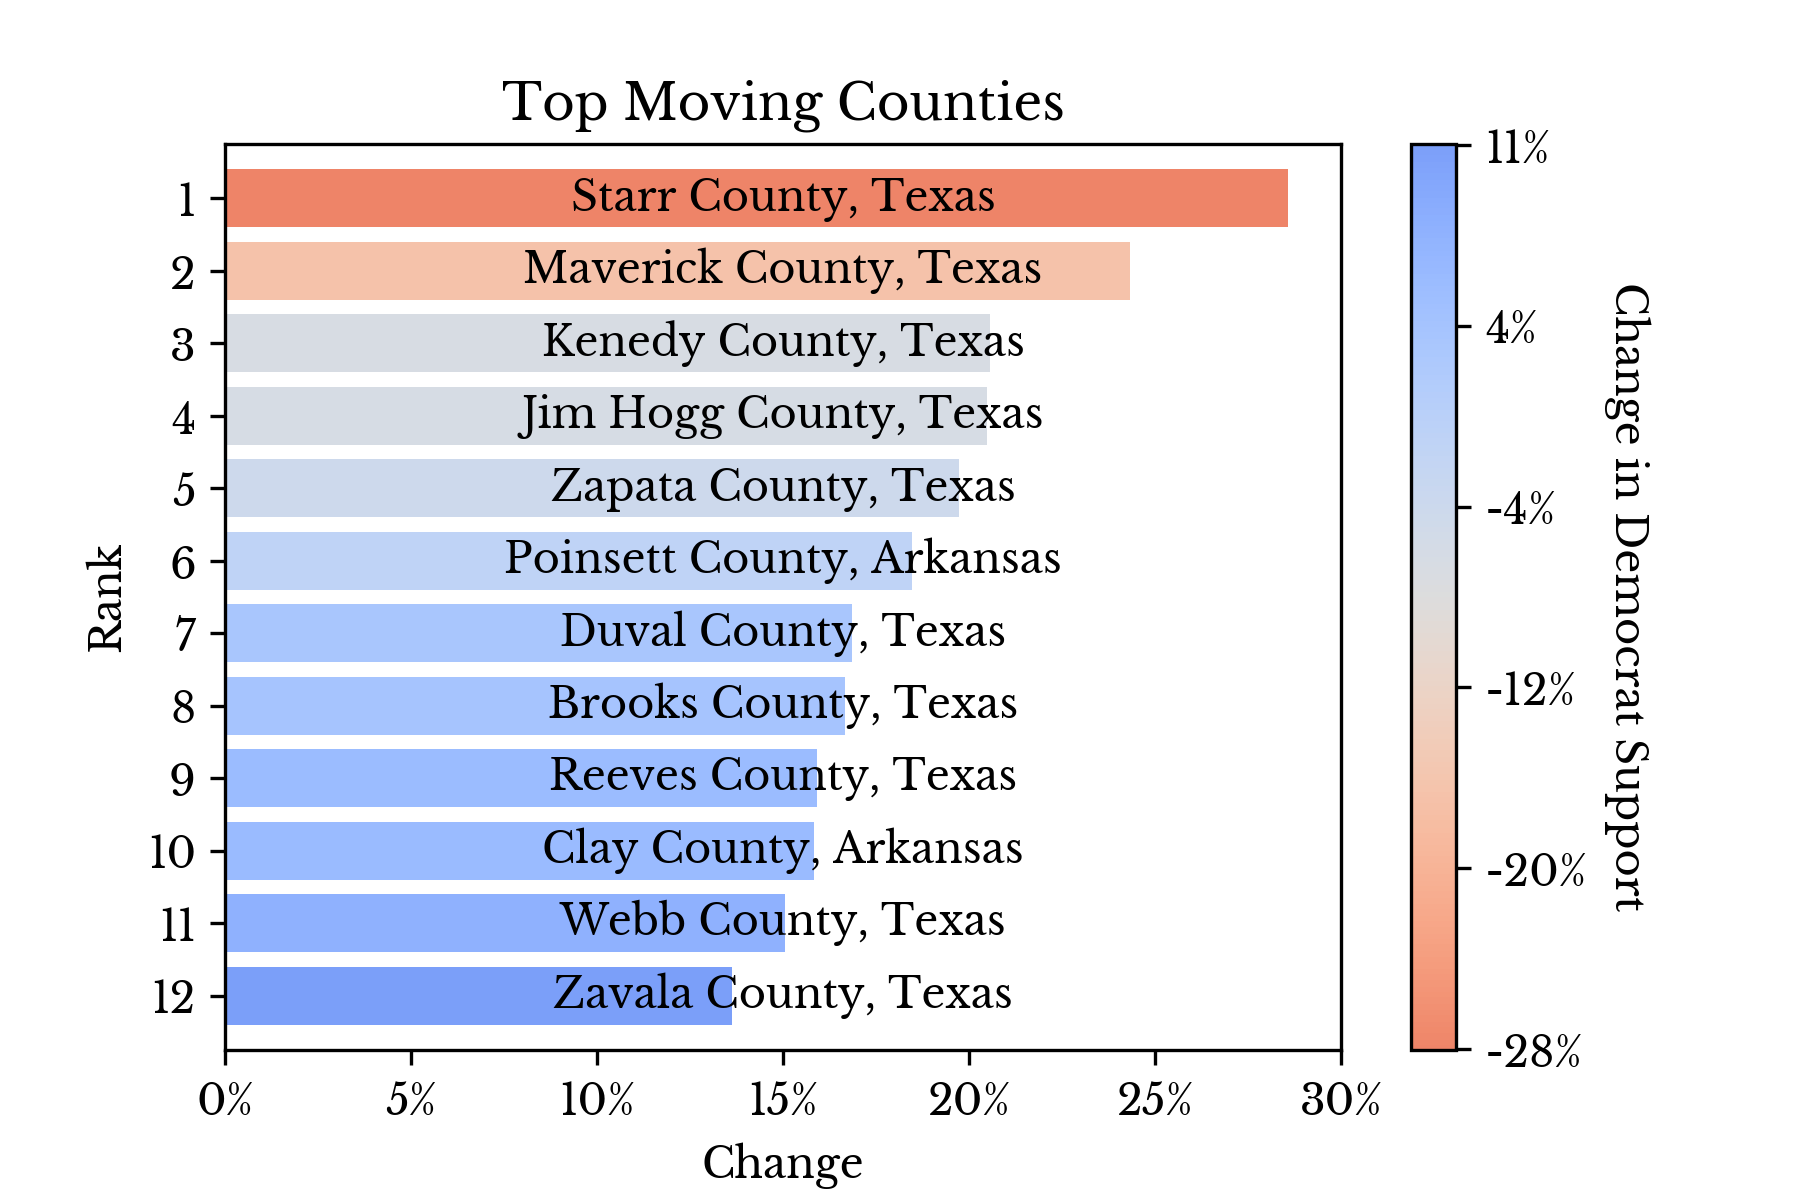 Top Moving Counties
Rank
1
Starr County, Texas
2
Maverick County, Texas
3
Kenedy County, Texas
4
Jim Hogg County, Texas
5
Zapata County, Texas
6
Poinsett County, Arkansas
7
Duval County, Texas
8
Brooks County, Texas
9
Reeves County, Texas
10
Clay County, Arkansas
11
Webb County, Texas
12
Zavala County, Texas
0% 5% 10% 15% 20% 25% 30%
Change
11%
4%
-4%
-12%
-20%
-28%
Change in Democrat Support